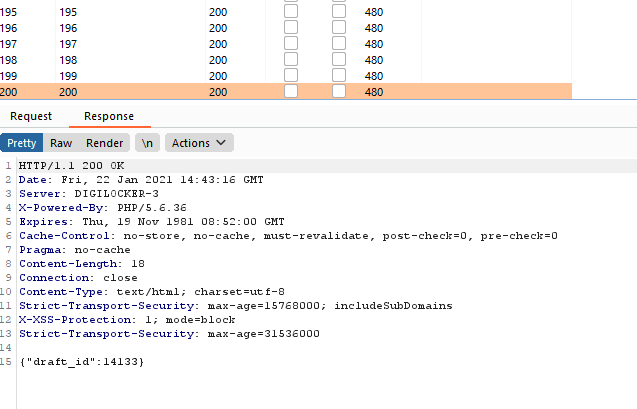 195 195 200 480
196 196 200 480
197 197 200 480
198 198 200 480
199 199 200 480
200 200 200 480
Request Response
Pretty Raw Render \n Actions
1 HTTP/1.1 200 OK
2 Date: Fri, 22 Jan 2021 14:43:16 GMT
3 Server: DIGILOCKER-3
4 X-Powered-By: PHP/5.6.36
5 Expires: Thu, 19 Nov 1981 08:52:00 GMT
6 Cache-Control: no-store, no-cache, must-revalidate, post-check=0, pre-check=0
7 Pragma: no-cache
8 Content-Length: 18
9 Connection: close
10 Content-Type: text/html; charset=utf-8
11 Strict-Transport-Security: max-age=15768000; includeSubDomains
12 X-XSS-Protection: 1; mode=block
13 Strict-Transport-Security: max-age=31536000
14
15 {"draft_id":14133}